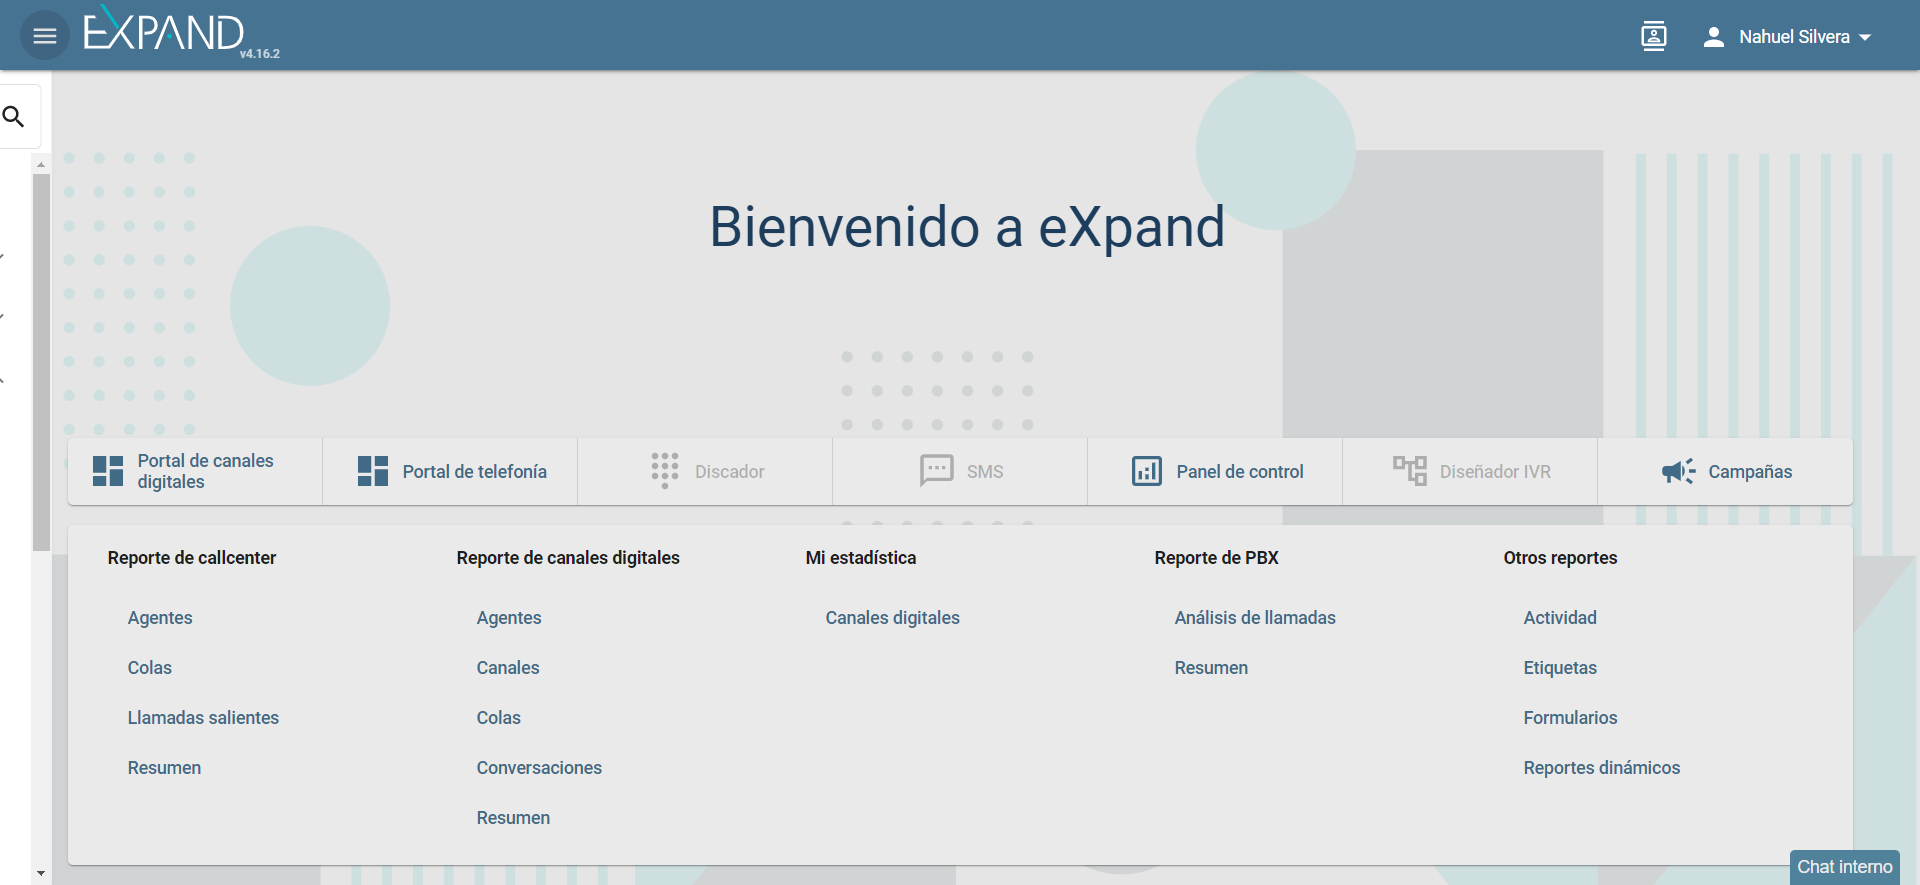 EXPAND
v4.16.2
Nahuel Silvera
Bienvenido a eXpand
Portal de canales
digitales
Portal de telefonía
Discador
SMS
Panel de control
Diseñador IVR
Campañas
Reporte de callcenter
Agentes
Colas
Llamadas salientes
Resumen
Reporte de canales digitales
Agentes
Canales
Colas
Conversaciones
Resumen
Mi estadística
Canales digitales
Reporte de PBX
Análisis de llamadas
Resumen
Otros reportes
Actividad
Etiquetas
Formularios
Reportes dinámicos
Chat interno